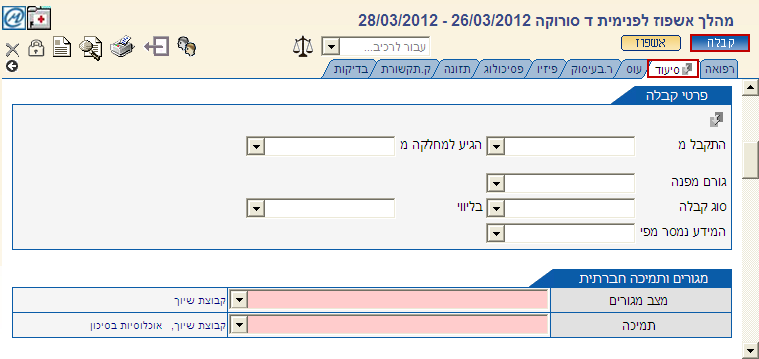 מהלך אשפוז לפנימית ד סורוקה 26/03/2012 - 28/03/2012
קבלה
אשפוז
עבור לרכיב...
רפואה
סיעוד
עוס
ר.בעיסוק
פיזיו
פסיכולוג
תזונה
ק.תקשורת
בדיקות
פרטי קבלה
התקבל מ
הגיע למחלקה מ
גורם מפנה
סוג קבלה
בליווי
המידע נמסר מפי
מגורים ותמיכה חברתית
מצב מגורים
קבוצת שיוך
תמיכה
קבוצת שיוך, אוכלוסיות בסיכון